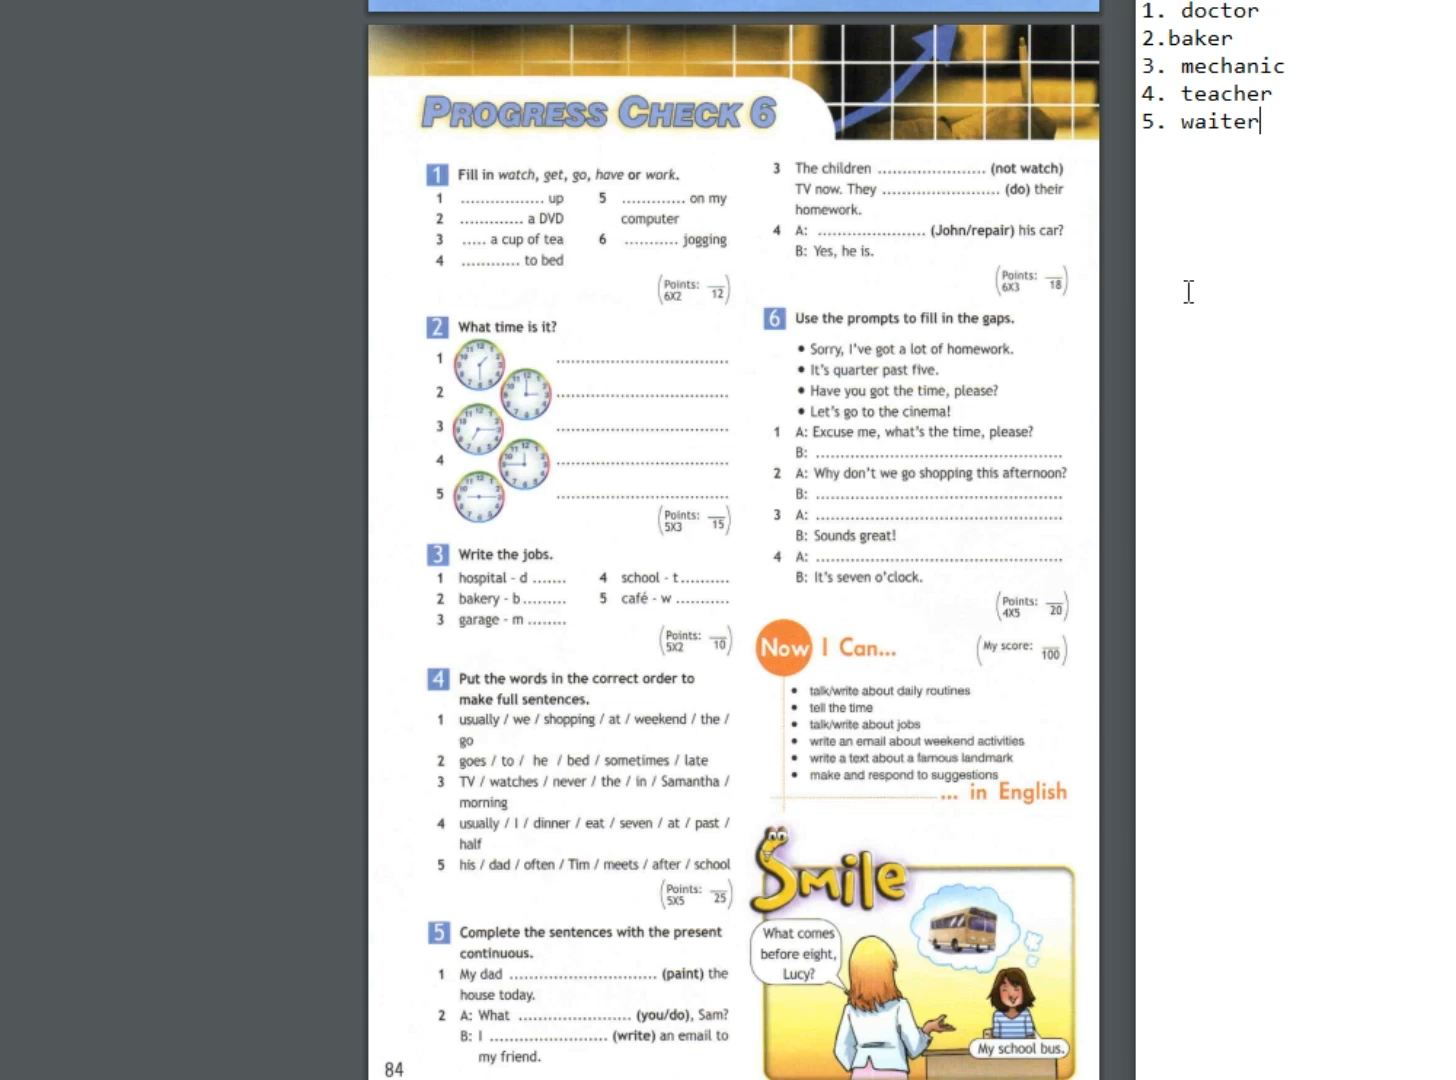 PROGRESS CHECK 6
1 Fill in watch, get, go, have or work.
1 ................. up
2 ............. a DVD
3 ..... a cup of tea
4 ............ to bed
5 ............. on my
computer
6 ........... jogging
(Points: 6X2 12)
2 What time is it?
1 ....................................
2 ....................................
3 ....................................
4 ....................................
5 ....................................
(Points: 5X3 15)
3 Write the jobs.
1 hospital - d .......
2 bakery - b.........
3 garage - m ........
4 school - t..........
5 café - w ...........
(Points: 5X2 10)
4 Put the words in the correct order to
make full sentences.
1 usually / we / shopping / at / weekend / the /
go
2 goes / to / he / bed / sometimes / late
3 TV / watches / never / the / in / Samantha /
morning
4 usually / I / dinner / eat / seven / at / past /
half
5 his / dad / often / Tim / meets / after / school
(Points: 5X5 25)
5 Complete the sentences with the present
continuous.
1 My dad .............................. (paint) the
house today.
2 A: What ....................... (you/do), Sam?
B: I ........................ (write) an email to
my friend.
84
3 The children ...................... (not watch)
TV now. They ........................ (do) their
homework.
4 A: ...................... (John/repair) his car?
B: Yes, he is.
(Points: 6X3 18)
6 Use the prompts to fill in the gaps.
• Sorry, I've got a lot of homework.
• It's quarter past five.
• Have you got the time, please?
• Let's go to the cinema!
1 A: Excuse me, what's the time, please?
B: ..................................................
2 A: Why don't we go shopping this afternoon?
B: ..................................................
3 A: ..................................................
B: Sounds great!
4 A: ..................................................
B: It's seven o'clock.
(Points: 4X5 20)
Now I Can...
(My score: 100)
• talk/write about daily routines
• tell the time
• talk/write about jobs
• write an email about weekend activities
• write a text about a famous landmark
• make and respond to suggestions
... in English
Smile
What comes
before eight,
Lucy?
My school bus.
1. doctor
2.baker
3. mechanic
4. teacher
5. waiter